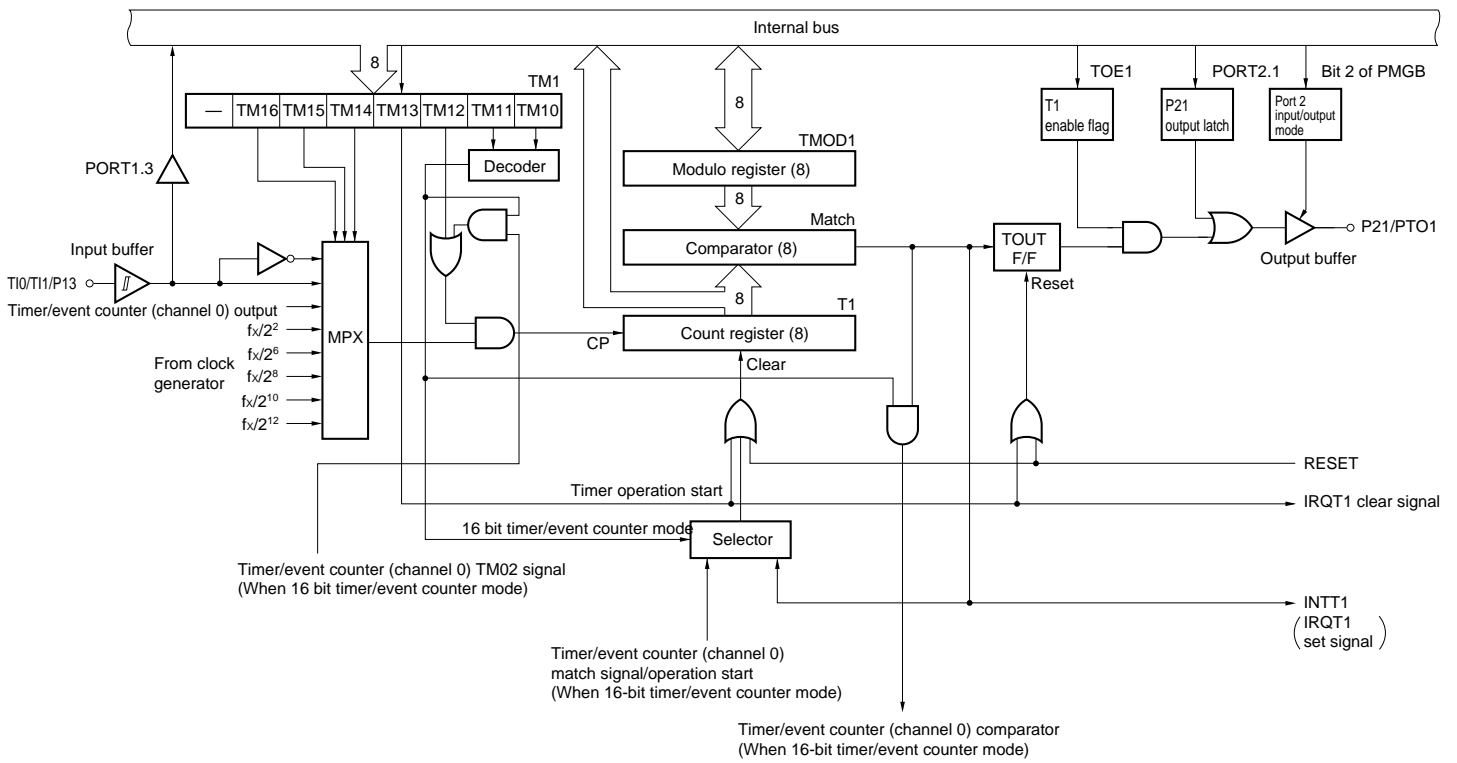 Internal bus
8
TM1
TOE1
PORT2.1
Bit 2 of PMGB
— TM16 TM15 TM14 TM13 TM12 TM11 TM10
8
T1
enable flag
P21
output latch
Port 2
input/output
mode
TMOD1
PORT1.3
Decoder
Modulo register (8)
8
Match
Input buffer
Comparator (8)
TOUT
F/F
P21/PTO1
Output buffer
TI0/TI1/P13
Reset
8
T1
Timer/event counter (channel 0) output
fx/2²
MPX
Count register (8)
CP
fx/2⁶
From clock
generator
Clear
fx/2⁸
fx/2¹⁰
fx/2¹²
RESET
Timer operation start
IRQT1 clear signal
16 bit timer/event counter mode
Selector
Timer/event counter (channel 0) TM02 signal
(When 16 bit timer/event counter mode)
INTT1
(IRQT1
set signal)
Timer/event counter (channel 0)
match signal/operation start
(When 16-bit timer/event counter mode)
Timer/event counter (channel 0) comparator
(When 16-bit timer/event counter mode)